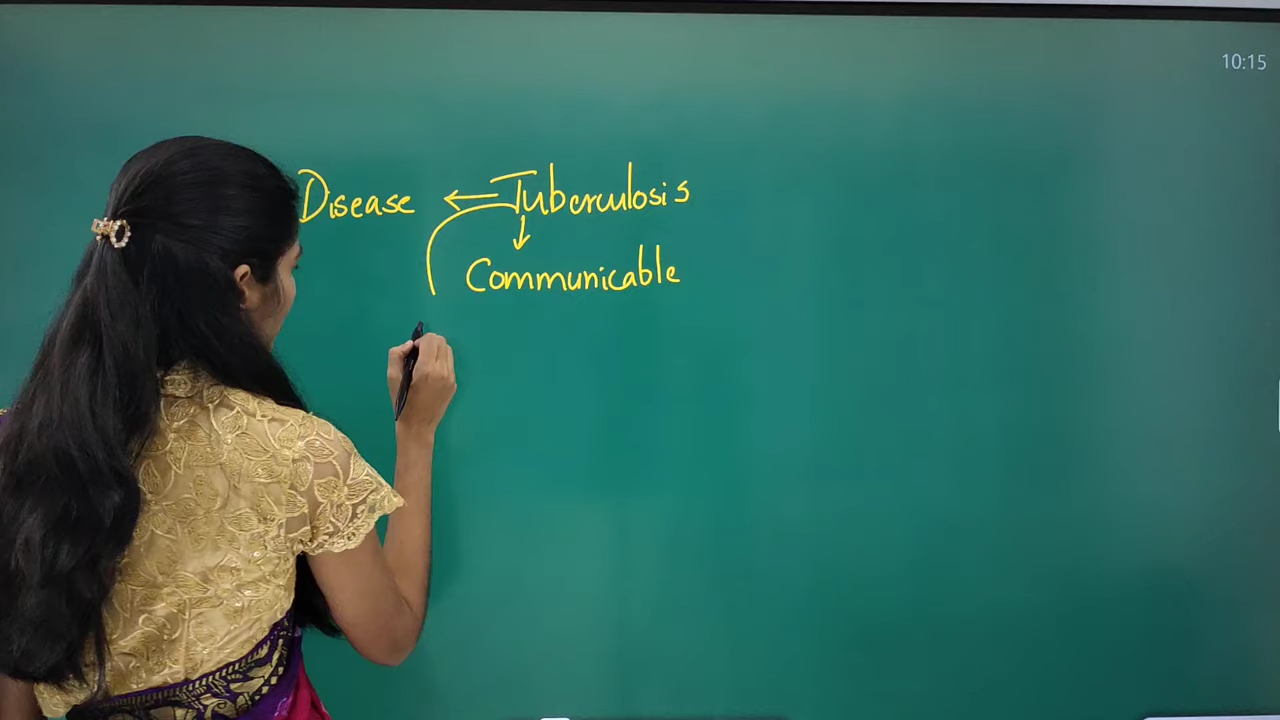 10:15
Disease ← Tuberculosis
↓
Communicable